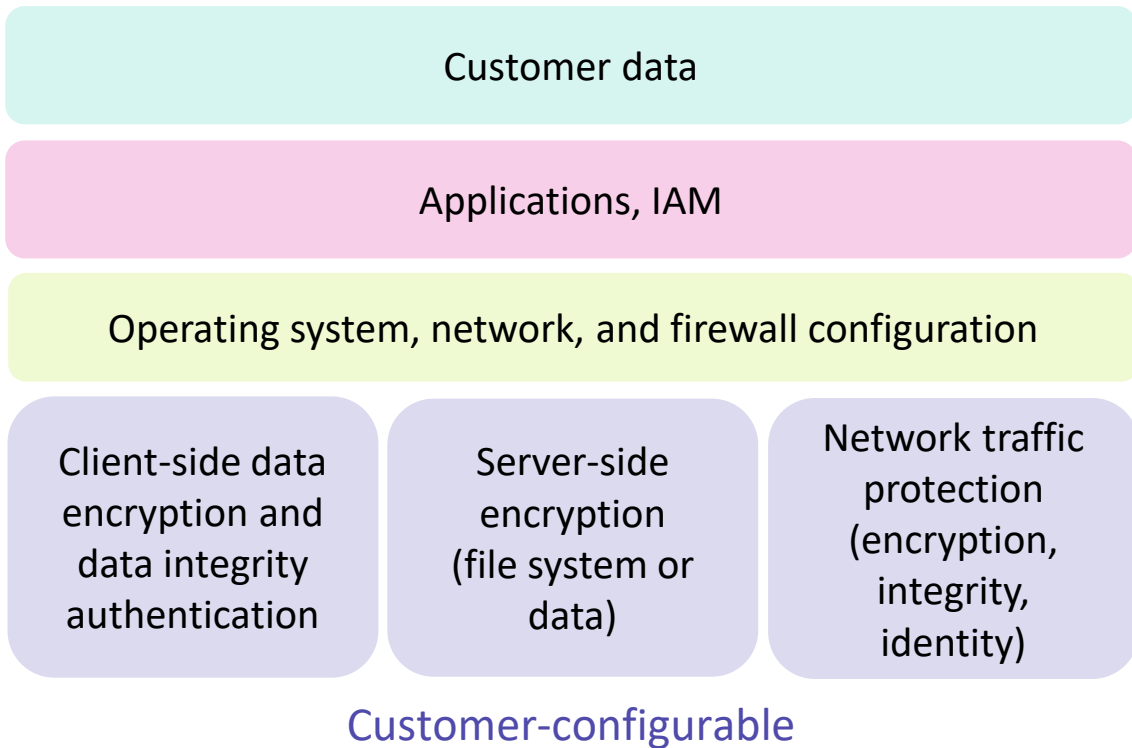 Customer data
Applications, IAM
Operating system, network, and firewall configuration
Client-side data
encryption and
data integrity
authentication
Server-side
encryption
(file system or
data)
Network traffic
protection
(encryption,
integrity,
identity)
Customer-configurable